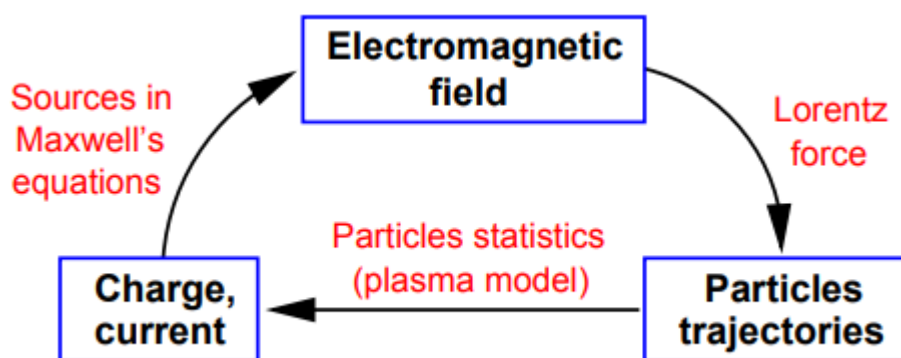 Electromagnetic
field
Sources in
Maxwell's
equations
Lorentz
force
Particles statistics
(plasma model)
Charge,
current
Particles
trajectories